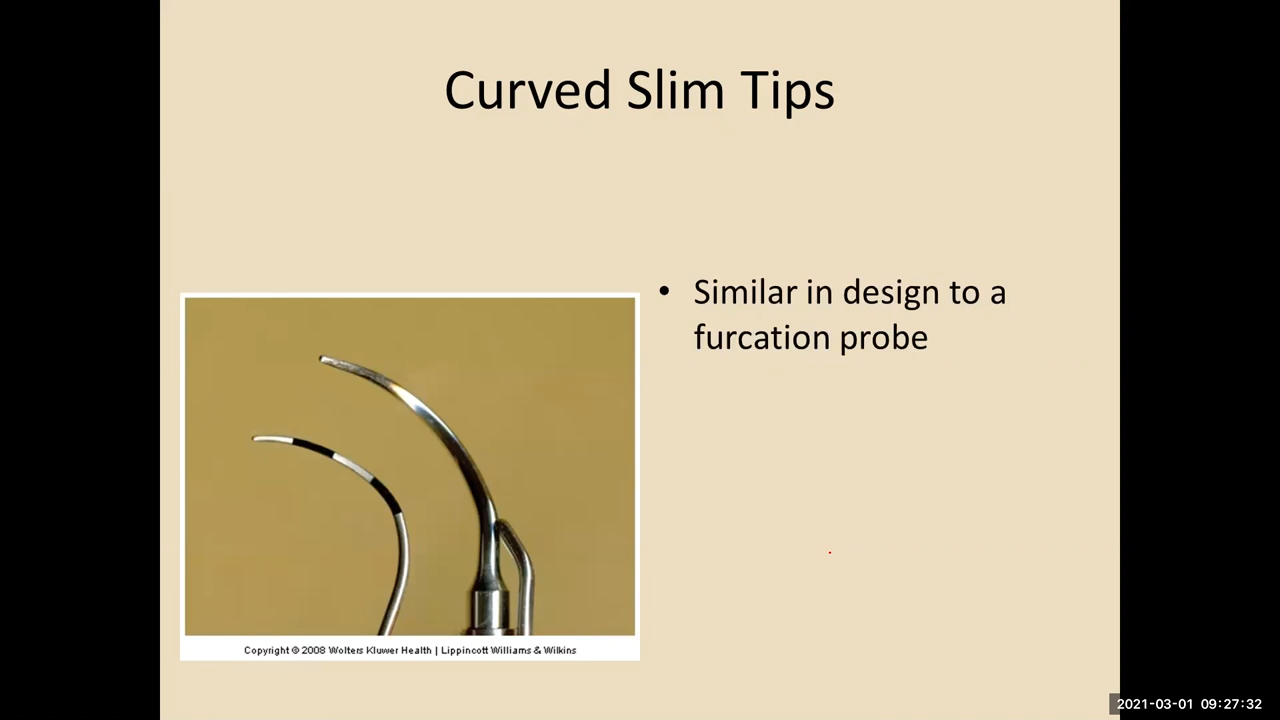 Curved Slim Tips
• Similar in design to a
furcation probe
Copyright © 2008 Wolters Kluwer Health | Lippincott Williams & Wilkins
2021-03-01 09:27:32